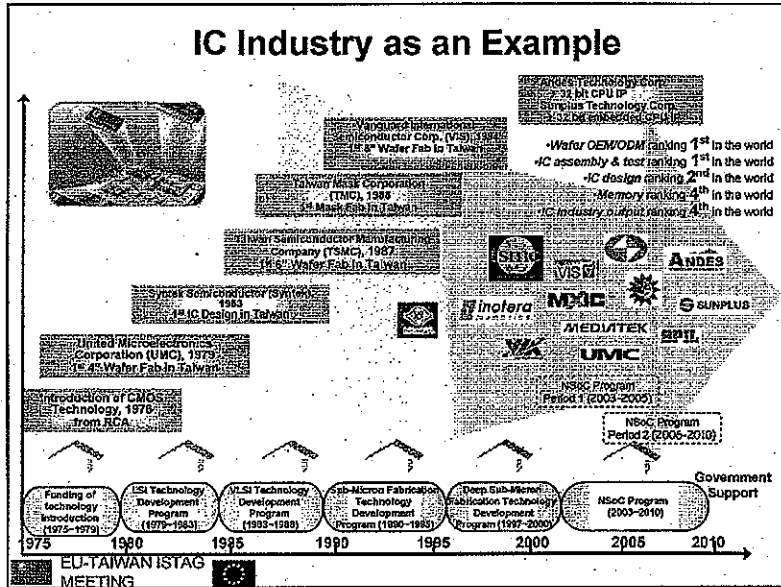 IC Industry as an Example
Andes Technology Corp.
32 bit CPU IP
Sunplus Technology Corp.
32 bit embedded CPU IP
Vanguard International
Semiconductor Corp. (VIS), 1994
1st 8" Wafer Fab in Taiwan
•Wafer OEM/ODM ranking 1st in the world
•IC assembly & test ranking 1st in the world
•IC design ranking 2nd in the world
•Memory ranking 4th in the world
•IC industry output ranking 4th in the world
Taiwan Mask Corporation
(TMC), 1988
1st Mask Fab in Taiwan
Taiwan Semiconductor Manufacturing
Company (TSMC), 1987
1st 6" Wafer Fab in Taiwan
Syntek Semiconductor (Syntek),
1983
1st IC Design in Taiwan
United Microelectronics
Corporation (UMC), 1979
1st 4" Wafer Fab in Taiwan
Introduction of CMOS
Technology, 1976
from RCA
VIS
ANDES
inotera
MXIC
SUNPLUS
MEDIATEK
VIA
UMC
SPIL
NSoC Program
Period 1 (2003~2005)
NSoC Program
Period 2 (2006-2010)
Government
Support
Funding of
technology
Introduction
(1975~1979)
LSI Technology
Development
Program
(1979~1983)
VLSI Technology
Development
Program
(1983~1988)
Sub-Micron Fabrication
Technology
Development
Program (1990~1995)
Deep Sub-Micron
Fabrication Technology
Development
Program (1997~2000)
NSoC Program
(2003~2010)
1975 1980 1985 1990 1995 2000 2005 2010
EU-TAIWAN ISTAG
MEETING